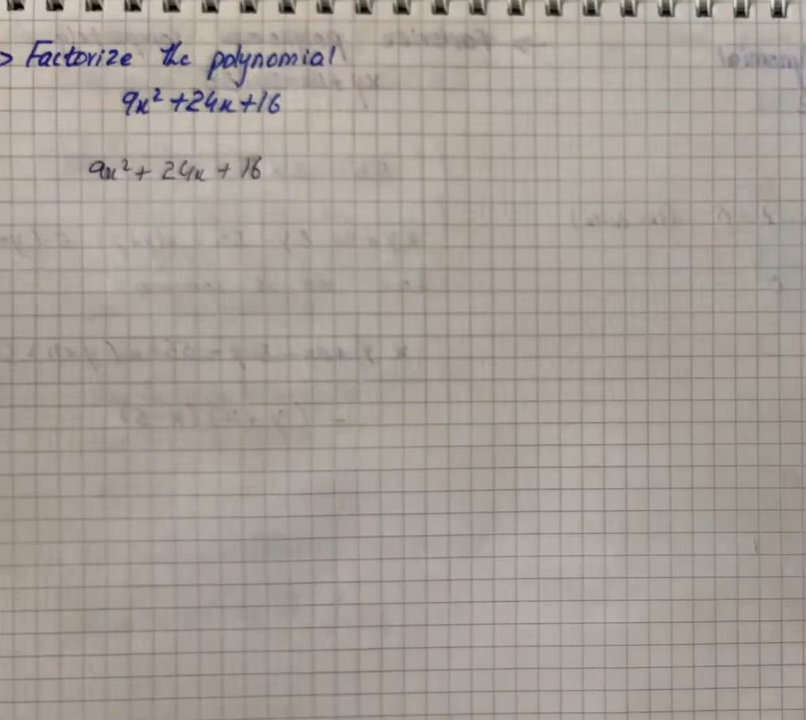 > Factorize the polynomial
9x² + 24x + 16
9x² + 24x + 16